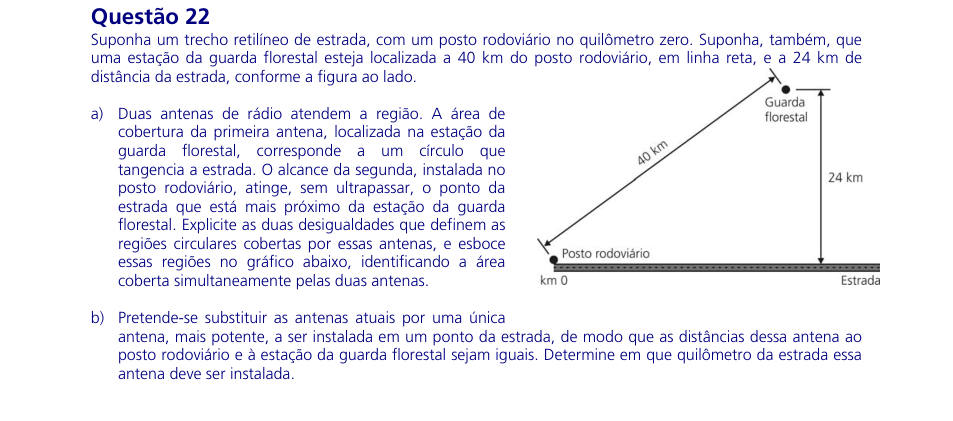 Questão 22
Suponha um trecho retilíneo de estrada, com um posto rodoviário no quilômetro zero. Suponha, também, que
uma estação da guarda florestal esteja localizada a 40 km do posto rodoviário, em linha reta, e a 24 km de
distância da estrada, conforme a figura ao lado.
a) Duas antenas de rádio atendem a região. A área de
cobertura da primeira antena, localizada na estação da
guarda florestal, corresponde a um círculo que
tangencia a estrada. O alcance da segunda, instalada no
posto rodoviário, atinge, sem ultrapassar, o ponto da
estrada que está mais próximo da estação da guarda
florestal. Explicite as duas desigualdades que definem as
regiões circulares cobertas por essas antenas, e esboce
essas regiões no gráfico abaixo, identificando a área
coberta simultaneamente pelas duas antenas.
Guarda
florestal
40 km
24 km
Posto rodoviário
km 0
Estrada
b) Pretende-se substituir as antenas atuais por uma única
antena, mais potente, a ser instalada em um ponto da estrada, de modo que as distâncias dessa antena ao
posto rodoviário e à estação da guarda florestal sejam iguais. Determine em que quilômetro da estrada essa
antena deve ser instalada.